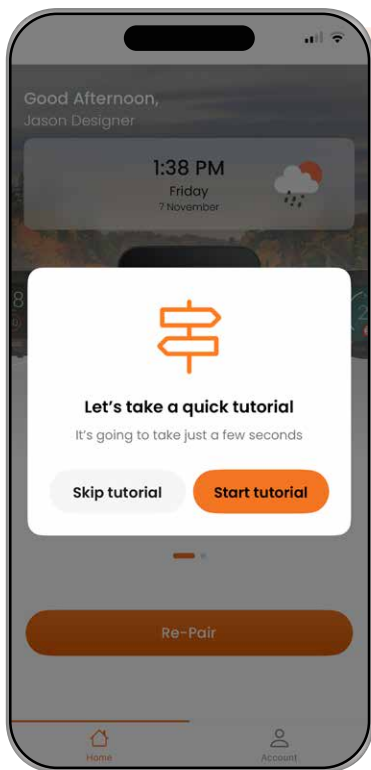 Good Afternoon,
Jason Designer
1:38 PM
Friday
7 November
Let's take a quick tutorial
It's going to take just a few seconds
Skip tutorial
Start tutorial
Re-Pair
Home
Account